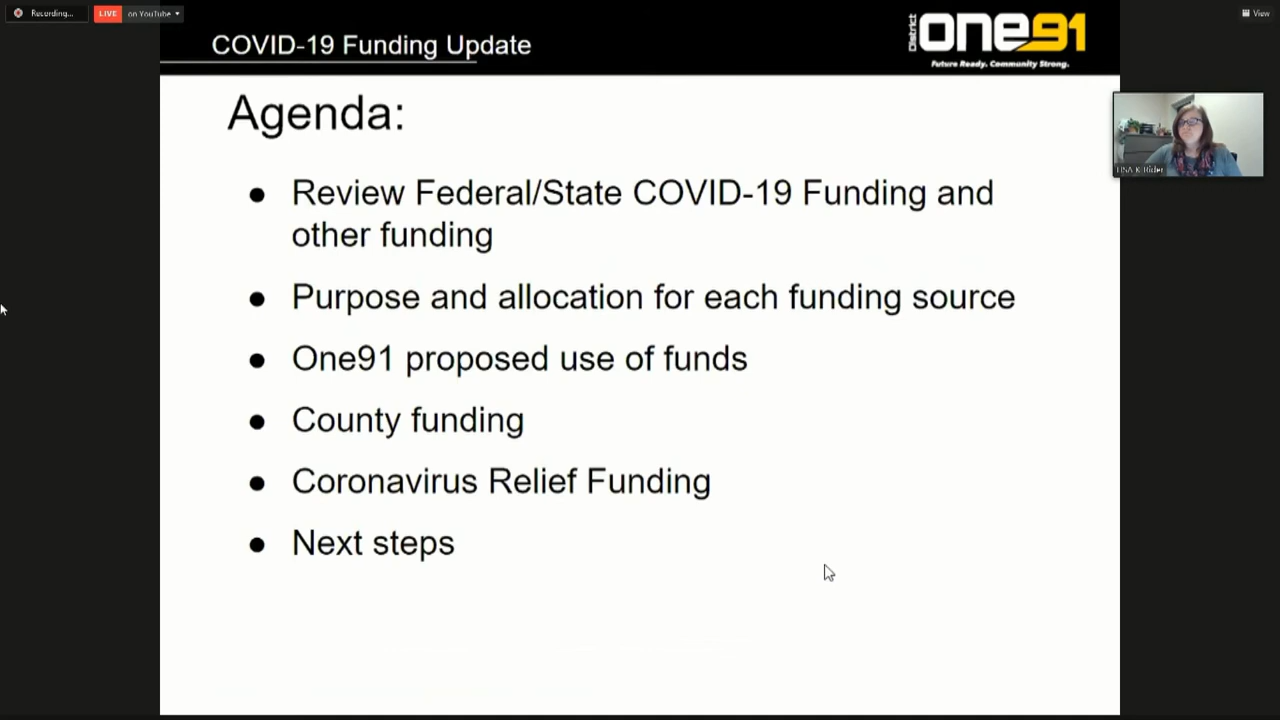 Recording...
LIVE on YouTube
View
COVID-19 Funding Update
District one91
Future Ready. Community Strong.
Agenda:
● Review Federal/State COVID-19 Funding and
other funding
● Purpose and allocation for each funding source
● One91 proposed use of funds
● County funding
● Coronavirus Relief Funding
● Next steps
LISA K Rider